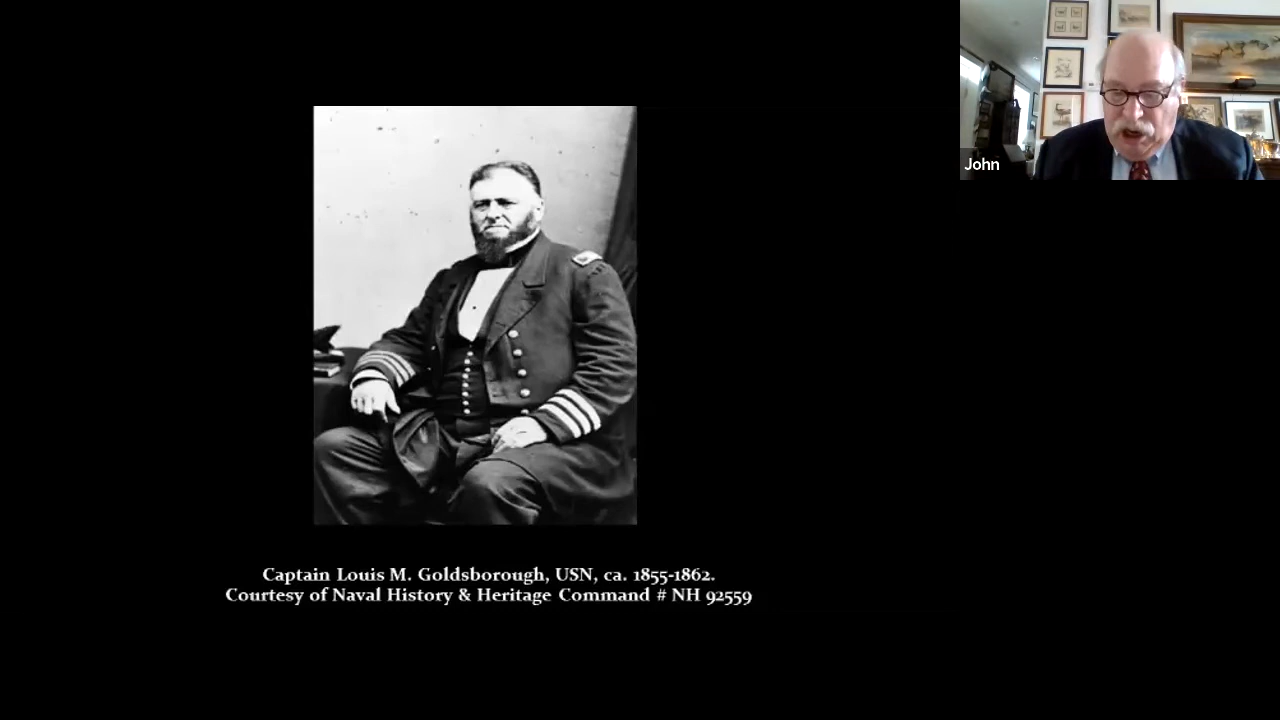 John
Captain Louis M. Goldsborough, USN, ca. 1855-1862.
Courtesy of Naval History & Heritage Command # NH 92559